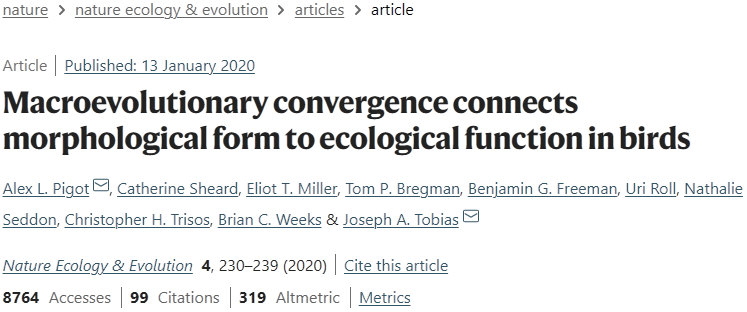 nature > nature ecology & evolution > articles > article
Article | Published: 13 January 2020
Macroevolutionary convergence connects
morphological form to ecological function in birds
Alex L. Pigot, Catherine Sheard, Eliot T. Miller, Tom P. Bregman, Benjamin G. Freeman, Uri Roll, Nathalie
Seddon, Christopher H. Trisos, Brian C. Weeks & Joseph A. Tobias
Nature Ecology & Evolution 4, 230–239 (2020) | Cite this article
8764 Accesses | 99 Citations | 319 Altmetric | Metrics